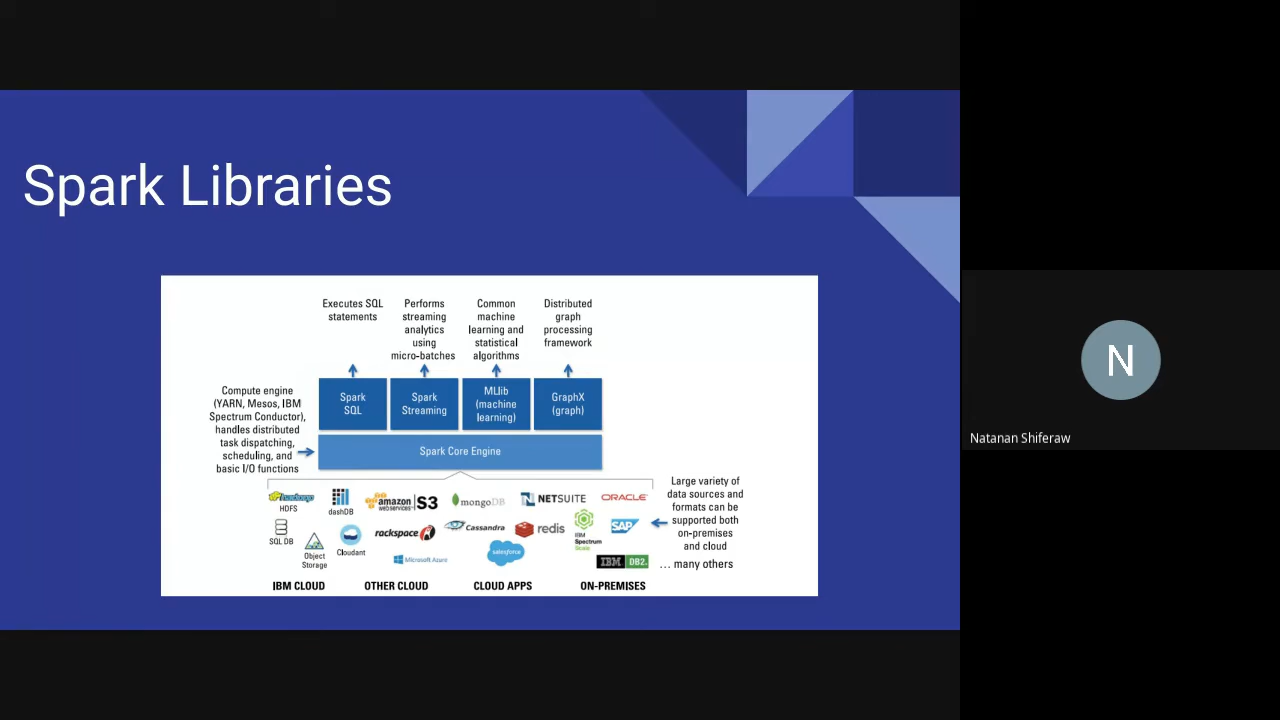 Spark Libraries
Executes SQL
statements
Performs
streaming
analytics
using
micro-batches
Common
machine
learning and
statistical
algorithms
Distributed
graph
processing
framework
Compute engine
(YARN, Mesos, IBM
Spectrum Conductor),
handles distributed
task dispatching,
scheduling, and
basic I/O functions
Spark
SQL
Spark
Streaming
MLlib
(machine
learning)
GraphX
(graph)
Spark Core Engine
hadoop
HDFS
dashDB
amazon
webservices
S3
mongoDB
NETSUITE
ORACLE
SQL DB
Object
Storage
Cloudant
rackspace
Cassandra
redis
IBM
Spectrum
Scale
SAP
Microsoft Azure
salesforce
IBM DB2.
Large variety of
data sources and
formats can be
supported both
on-premises
and cloud
... many others
IBM CLOUD
OTHER CLOUD
CLOUD APPS
ON-PREMISES
N
Natanan Shiferaw